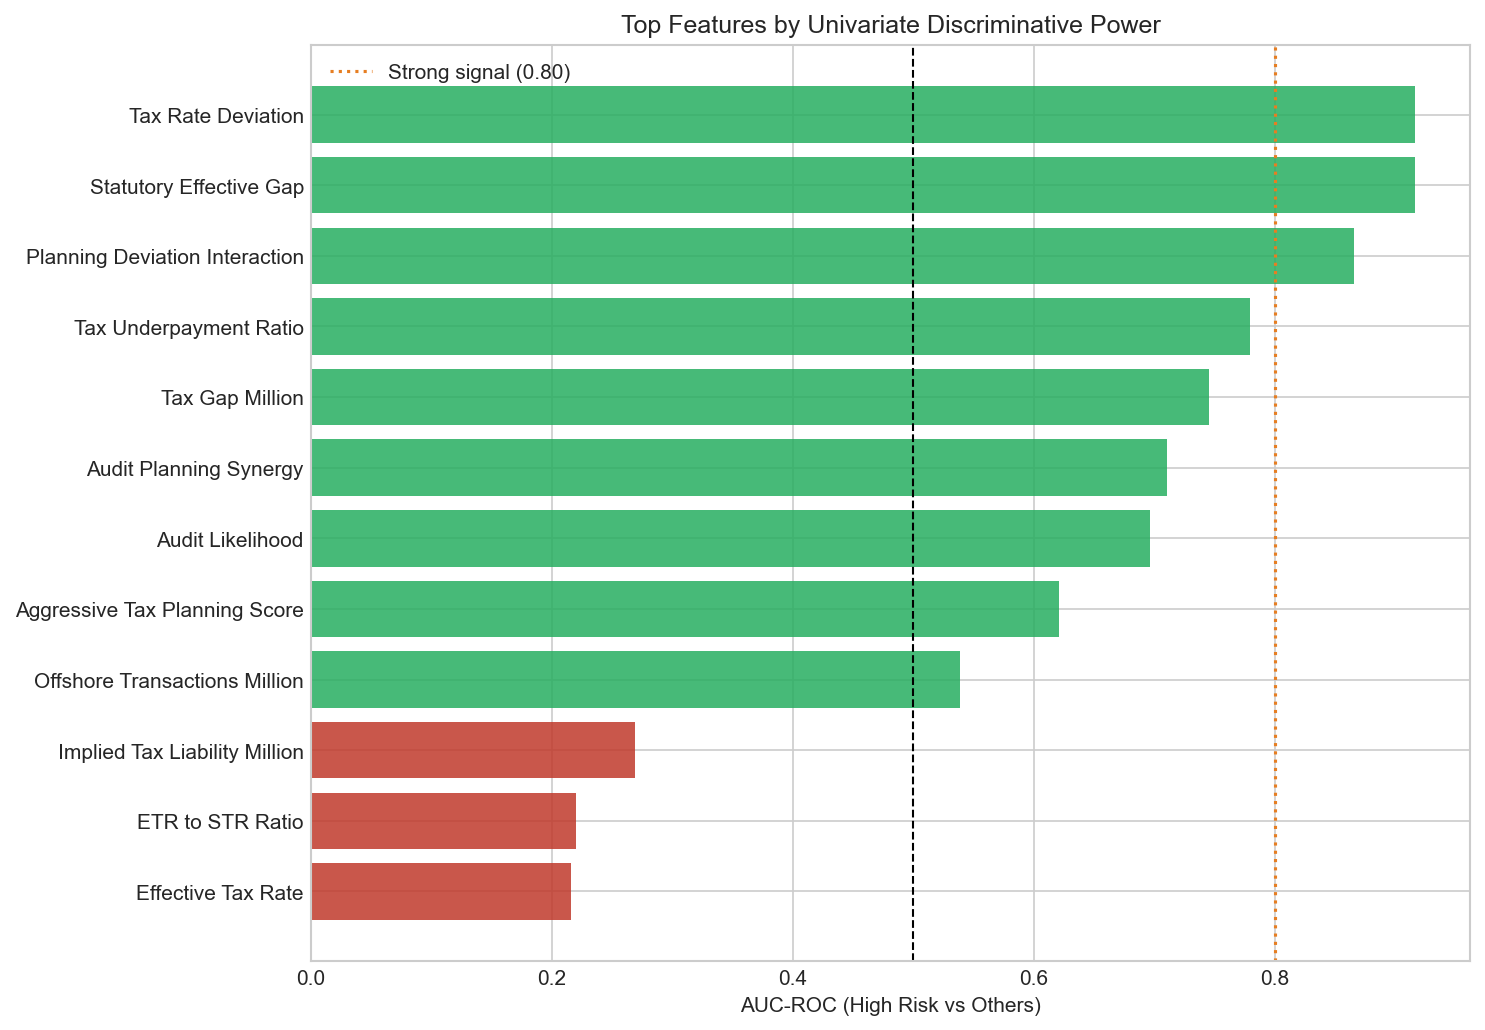 Top Features by Univariate Discriminative Power
Strong signal (0.80)
Tax Rate Deviation
Statutory Effective Gap
Planning Deviation Interaction
Tax Underpayment Ratio
Tax Gap Million
Audit Planning Synergy
Audit Likelihood
Aggressive Tax Planning Score
Offshore Transactions Million
Implied Tax Liability Million
ETR to STR Ratio
Effective Tax Rate
0.0 0.2 0.4 0.6 0.8
AUC-ROC (High Risk vs Others)